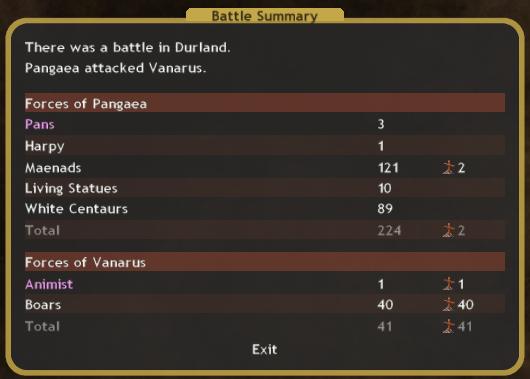 Battle Summary
There was a battle in Durland.
Pangaea attacked Vanarus.
Forces of Pangaea
Pans 3
Harpy 1
Maenads 121 2
Living Statues 10
White Centaurs 89
Total 224 2
Forces of Vanarus
Animist 1 1
Boars 40 40
Total 41 41
Exit